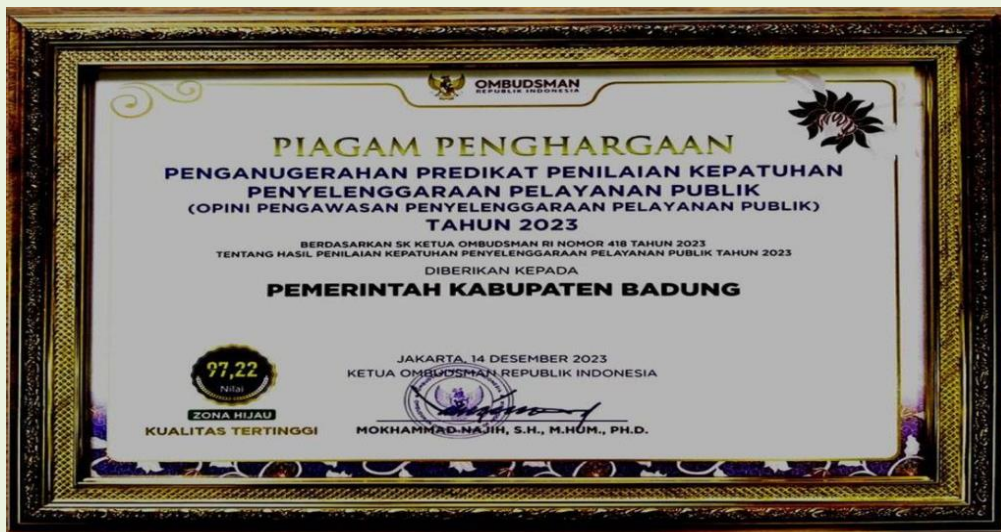 OMBUDSMAN
REPUBLIK INDONESIA
PIAGAM PENGHARGAAN
PENGANUGERAHAN PREDIKAT PENILAIAN KEPATUHAN
PENYELENGGARAAN PELAYANAN PUBLIK
(OPINI PENGAWASAN PENYELENGGARAAN PELAYANAN PUBLIK)
TAHUN 2023
BERDASARKAN SK KETUA OMBUDSMAN RI NOMOR 418 TAHUN 2023
TENTANG HASIL PENILAIAN KEPATUHAN PENYELENGGARAAN PELAYANAN PUBLIK TAHUN 2023
DIBERIKAN KEPADA
PEMERINTAH KABUPATEN BADUNG
97,22
Nilai
ZONA HIJAU
KUALITAS TERTINGGI
JAKARTA, 14 DESEMBER 2023
KETUA OMBUDSMAN REPUBLIK INDONESIA
MOKHAMMAD NAJIH, S.H., M.HUM., PH.D.